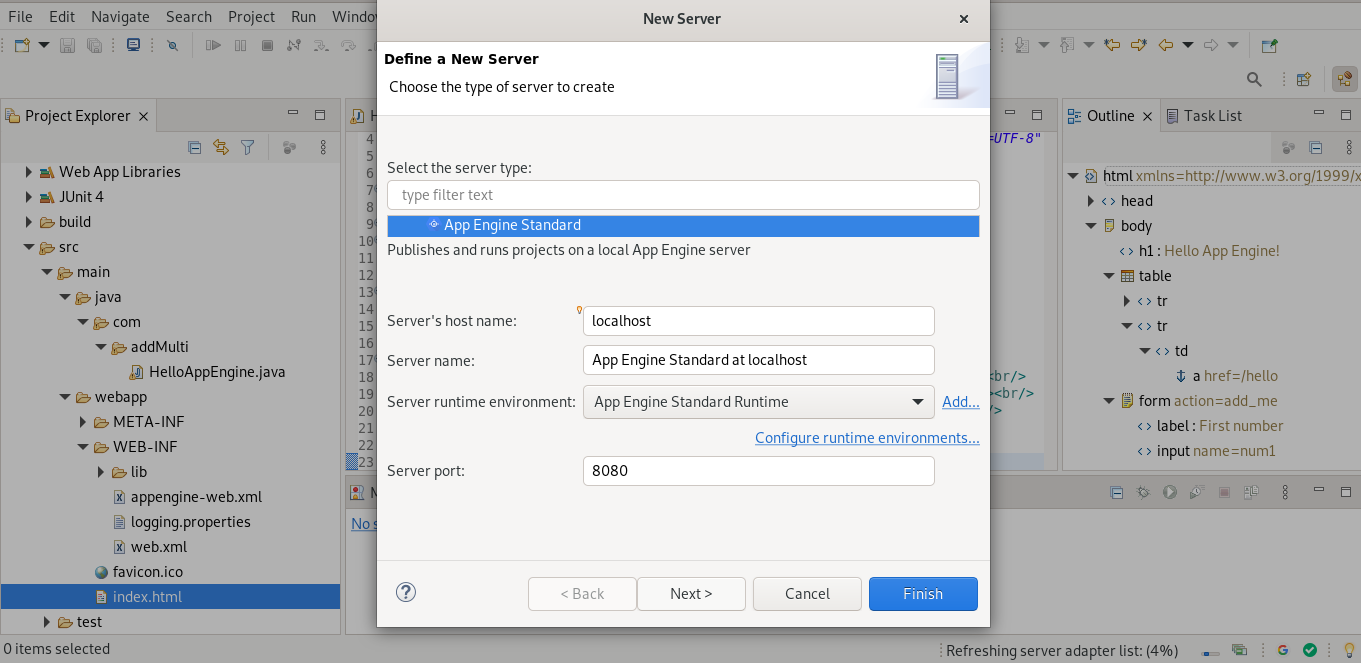 File Edit Navigate Search Project Run
New Server
Define a New Server
Choose the type of server to create
Project Explorer
Web App Libraries
JUnit 4
build
src
main
java
com
addMulti
HelloAppEngine.java
webapp
META-INF
WEB-INF
lib
appengine-web.xml
logging.properties
web.xml
favicon.ico
index.html
test
4
5
6
7
8
9
10
11
12
13
14
15
16
17
18
19
20
21
22
23
=UTF-8"
<br/>
<br/>
/>
No s
Select the server type:
type filter text
App Engine Standard
Publishes and runs projects on a local App Engine server
Server's host name: localhost
Server name: App Engine Standard at localhost
Server runtime environment: App Engine Standard Runtime Add...
Configure runtime environments...
Server port: 8080
? < Back Next > Cancel Finish
Outline Task List
html xmlns=http://www.w3.org/1999/x
head
body
h1 : Hello App Engine!
table
tr
tr
td
a href=/hello
form action=add_me
label : First number
input name=num1
0 items selected
Refreshing server adapter list: (4%)